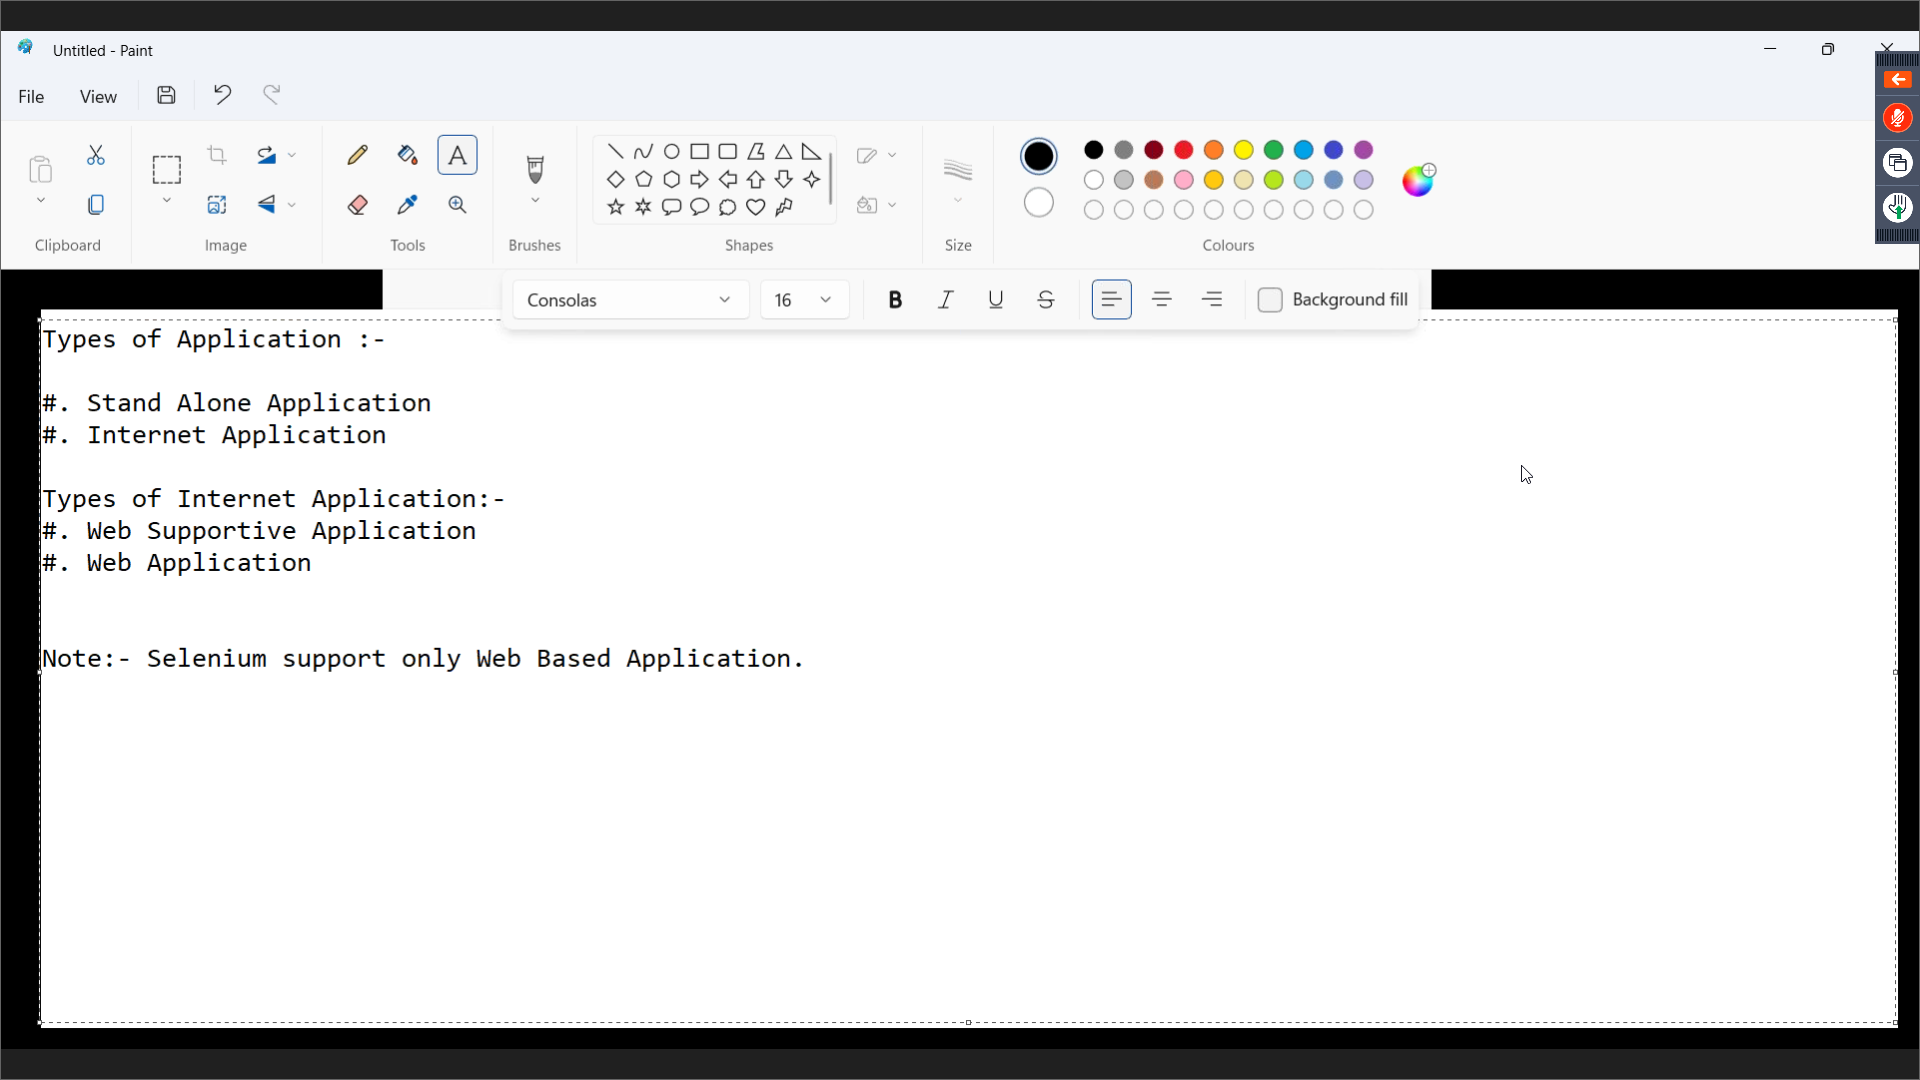 Untitled - Paint
File View
Clipboard Image Tools Brushes Shapes Size Colours
Consolas 16 B I U S Background fill
Types of Application :-
#. Stand Alone Application
#. Internet Application
Types of Internet Application:-
#. Web Supportive Application
#. Web Application
Note:- Selenium support only Web Based Application.